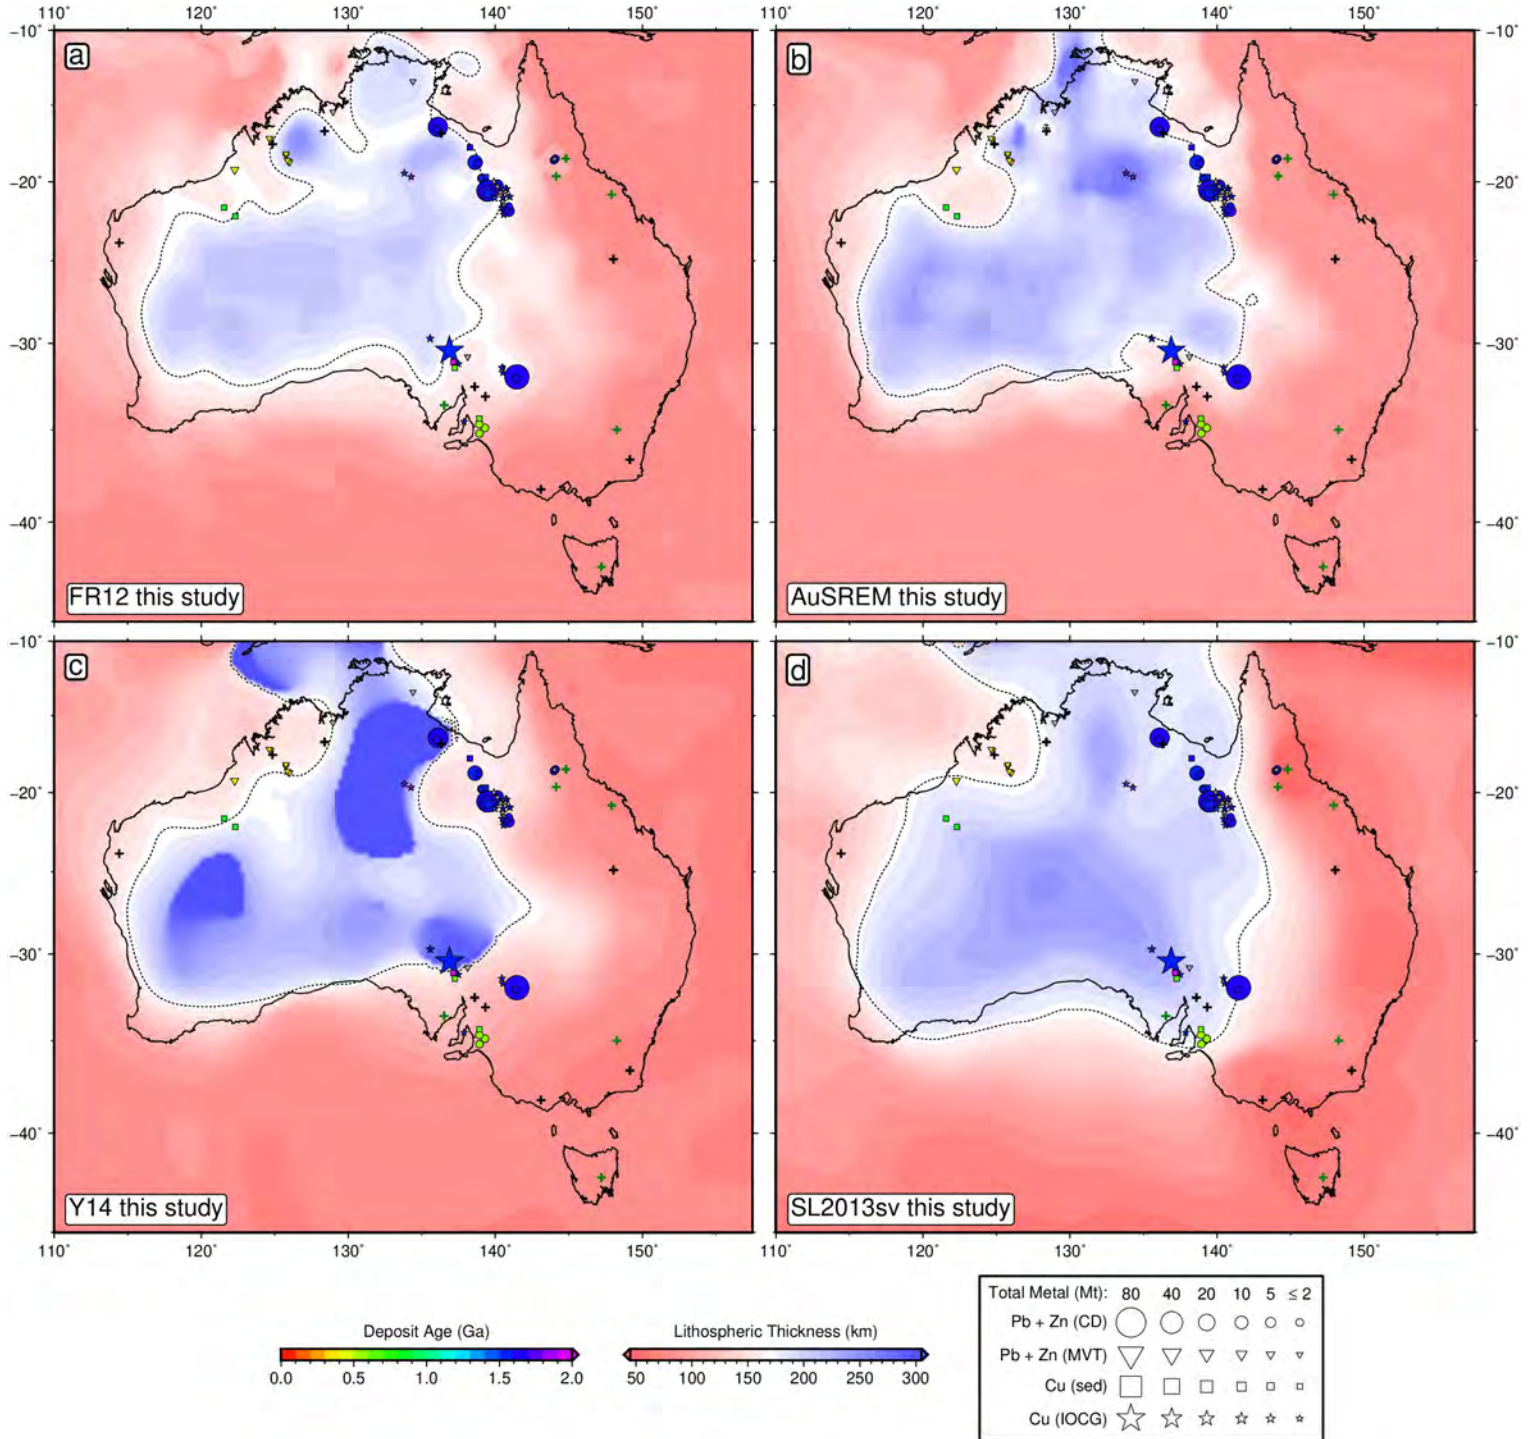 110˚ 120˚ 130˚ 140˚ 150˚ 110˚ 120˚ 130˚ 140˚ 150˚
−10˚ a b −10˚
−20˚ −20˚
−30˚ −30˚
−40˚ −40˚
FR12 this study AuSREM this study
−10˚ c d −10˚
−20˚ −20˚
−30˚ −30˚
−40˚ −40˚
Y14 this study SL2013sv this study
110˚ 120˚ 130˚ 140˚ 150˚ 110˚ 120˚ 130˚ 140˚ 150˚
Deposit Age (Ga)
0.0 0.5 1.0 1.5 2.0
Lithospheric Thickness (km)
50 100 150 200 250 300
Total Metal (Mt): 80 40 20 10 5 ≤ 2
Pb + Zn (CD)
Pb + Zn (MVT)
Cu (sed)
Cu (IOCG)